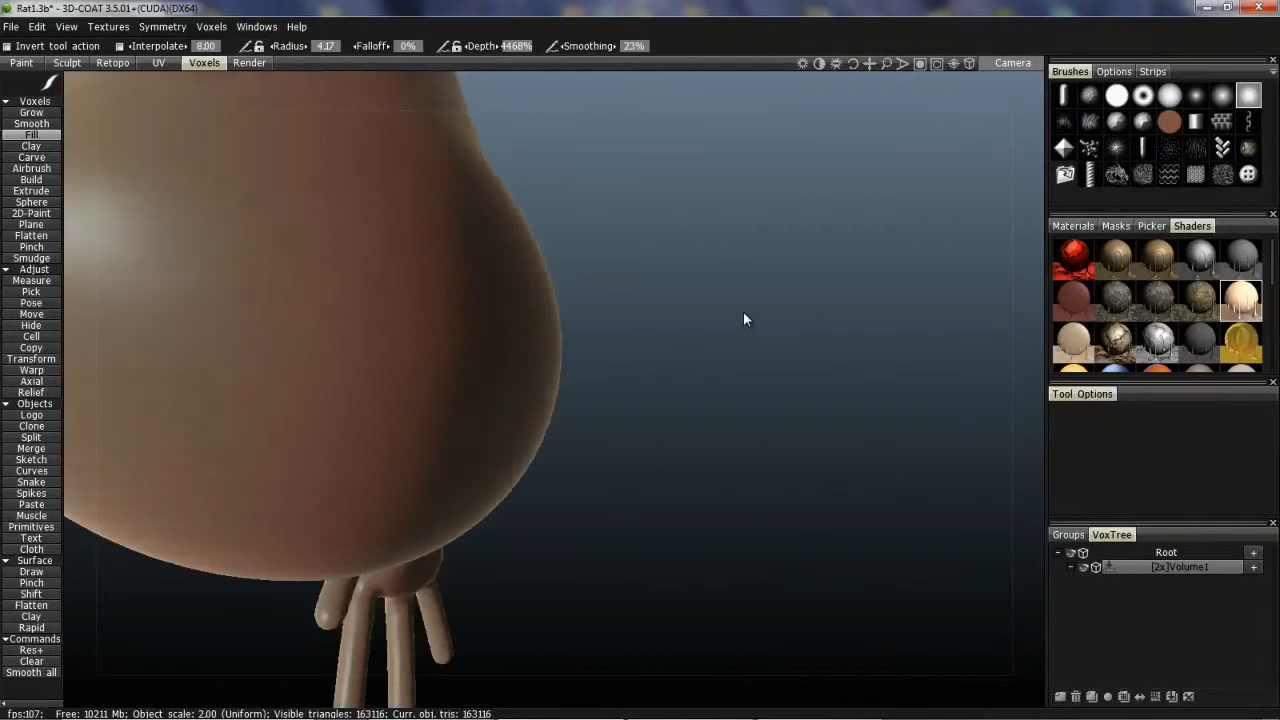 Rat1.3b* - 3D-COAT 3.5.01+(CUDA)(DX64)
File Edit View Textures Symmetry Voxels Windows Help
Invert tool action Interpolate 8.00 Radius 4.17 Falloff 0% Depth 4468% Smoothing 23%
Paint Sculpt Retopo UV Voxels Render Camera
Voxels
Grow
Smooth
Fill
Clay
Carve
Airbrush
Build
Extrude
Sphere
2D-Paint
Plane
Flatten
Pinch
Smudge
Adjust
Measure
Pick
Pose
Move
Hide
Cell
Copy
Transform
Warp
Axial
Relief
Objects
Logo
Clone
Split
Merge
Sketch
Curves
Snake
Spikes
Paste
Muscle
Primitives
Text
Cloth
Surface
Draw
Pinch
Shift
Flatten
Clay
Rapid
Commands
Res+
Clear
Smooth all
Brushes Options Strips
Materials Masks Picker Shaders
Tool Options
Groups VoxTree
Root +
[2x]Volume1 +
fps:107; Free: 10211 Mb; Object scale: 2.00 (Uniform); Visible triangles: 163116; Curr. obj. tris: 163116